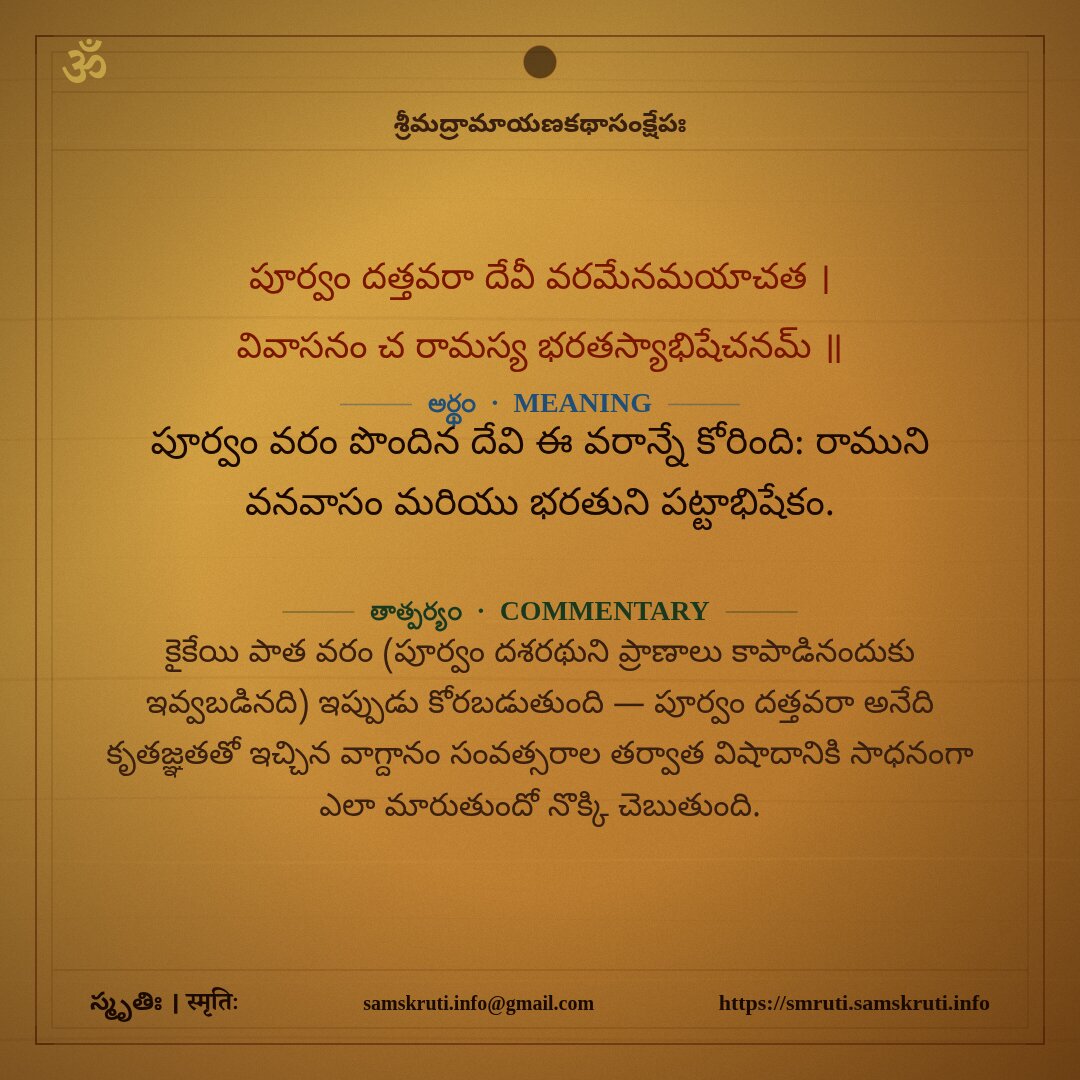 ॐ
శ్రీమద్రామాయణకథాసంక్షేపః
పూర్వం దత్తవరా దేవీ వరమేనమయాచత |
వివాసనం చ రామస్య భరతస్యాభిషేచనమ్ ||
అర్థం · MEANING
పూర్వం వరం పొందిన దేవి ఈ వరాన్నే కోరింది: రాముని
వనవాసం మరియు భరతుని పట్టాభిషేకం.
తాత్పర్యం · COMMENTARY
కైకేయి పాత వరం (పూర్వం దశరథుని ప్రాణాలు కాపాడినందుకు
ఇవ్వబడినది) ఇప్పుడు కోరబడుతుంది — పూర్వం దత్తవరా అనేది
కృతజ్ఞతతో ఇచ్చిన వాగ్దానం సంవత్సరాల తర్వాత విషాదానికి సాధనంగా
ఎలా మారుతుందో నొక్కి చెబుతుంది.
స్మృతిః | स्मृतिः samskruti.info@gmail.com https://smruti.samskruti.info